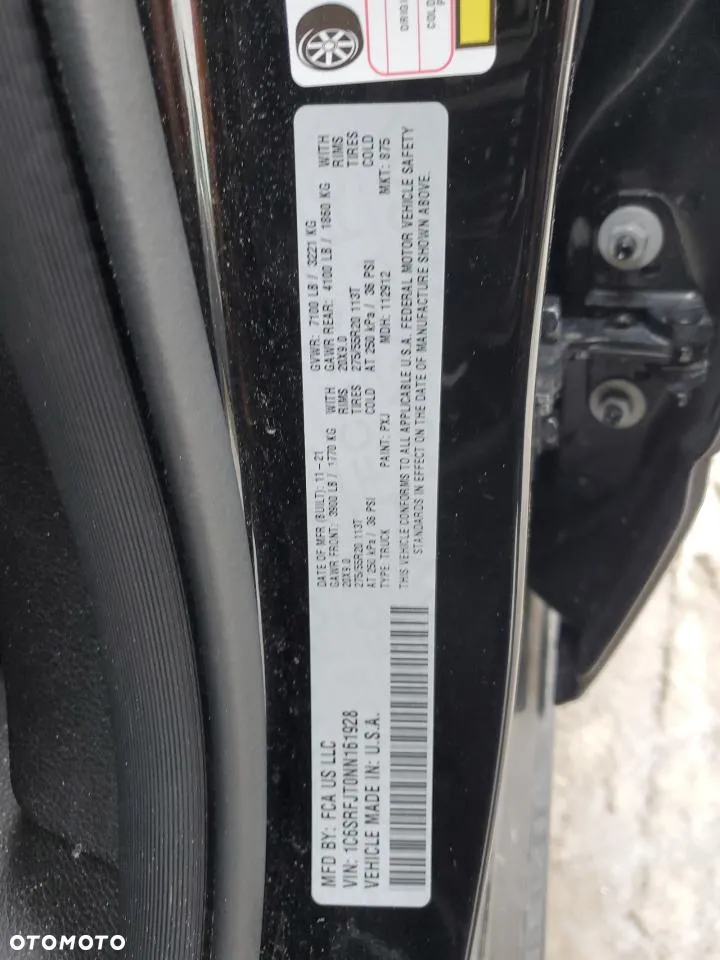 DIRIGI
COLD
P
MFD BY: FCA US LLC
VIN: 1C6SRFJT0NN161928
VEHICLE MADE IN: U.S.A.
DATE OF MFR (BUILT): 11-21 GVWR: 7100 LB / 3221 KG
GAWR FRONT: 3900 LB / 1770 KG WITH GAWR REAR: 4100 LB / 1860 KG WITH
20X9.0 RIMS 20X9.0 RIMS
275/55R20 113T TIRES 275/55R20 113T TIRES
AT 250 kPa / 36 PSI COLD AT 250 kPa / 36 PSI COLD
TYPE: TRUCK PAINT: PXJ MDH: 112912 MKT: 875
THIS VEHICLE CONFORMS TO ALL APPLICABLE U.S.A. FEDERAL MOTOR VEHICLE SAFETY
STANDARDS IN EFFECT ON THE DATE OF MANUFACTURE SHOWN ABOVE.
OTOMOTO